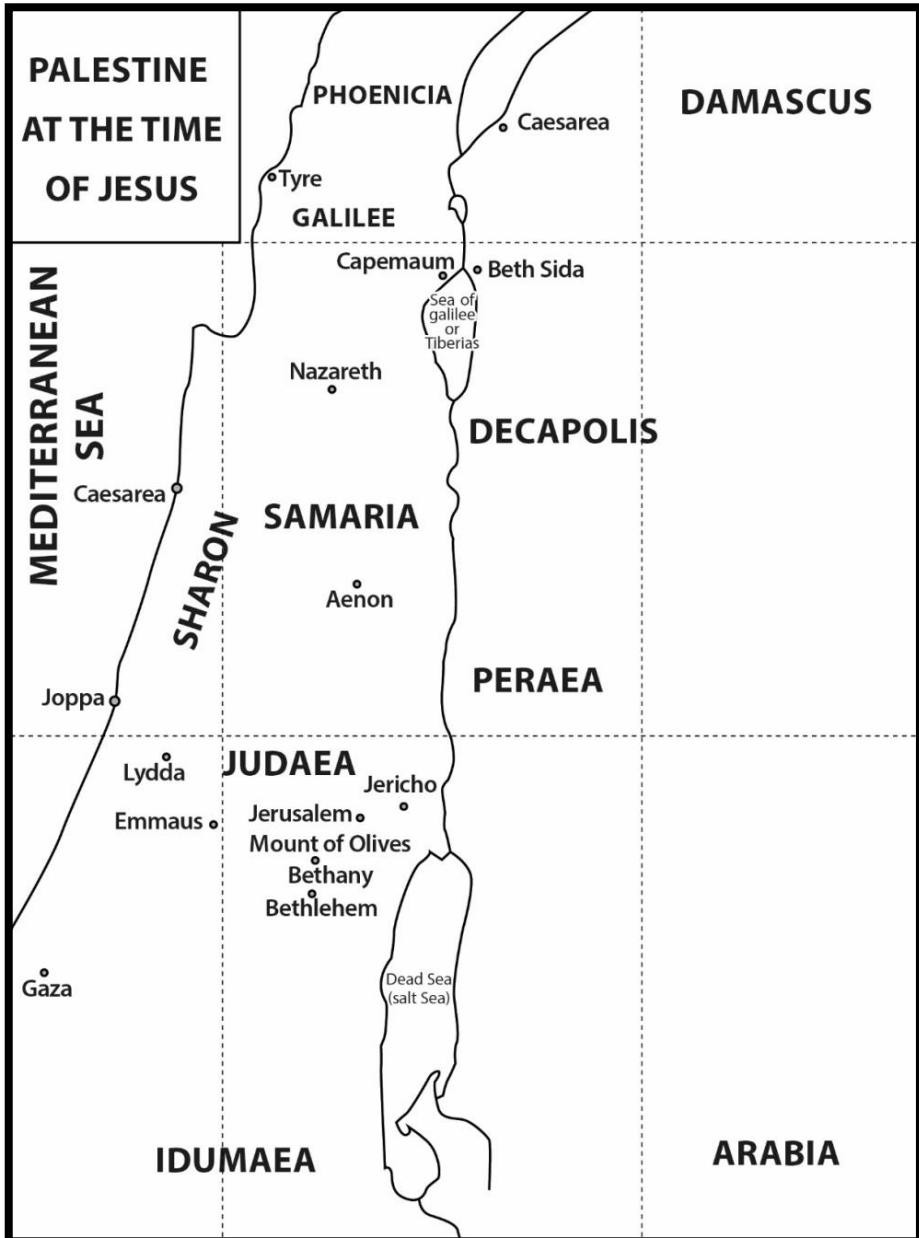 PALESTINE
AT THE TIME
OF JESUS
PHOENICIA
DAMASCUS
Caesarea
Tyre
GALILEE
Capemaum
Beth Sida
Sea of
galilee
or
Tiberias
MEDITERRANEAN
SEA
Nazareth
DECAPOLIS
Caesarea
SHARON
SAMARIA
Aenon
PERAEA
Joppa
Lydda
JUDAEA
Jericho
Emmaus
Jerusalem
Mount of Olives
Bethany
Bethlehem
Gaza
Dead Sea
(salt Sea)
IDUMAEA
ARABIA